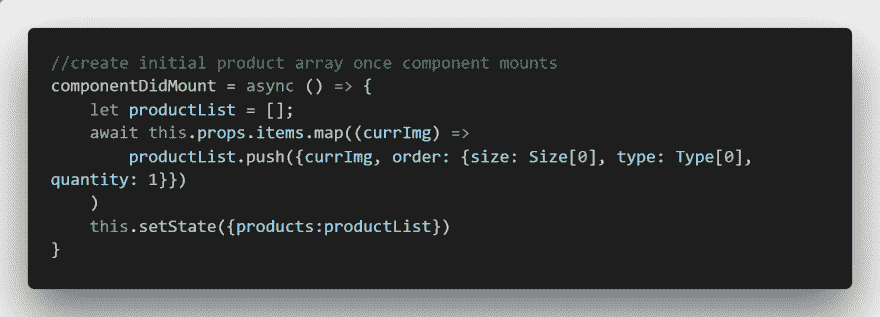 //create initial product array once component mounts
componentDidMount = async () => {
    let productList = [];
    await this.props.items.map((currImg) =>
        productList.push({currImg, order: {size: Size[0], type: Type[0],
quantity: 1}})
    )
    this.setState({products:productList})
}